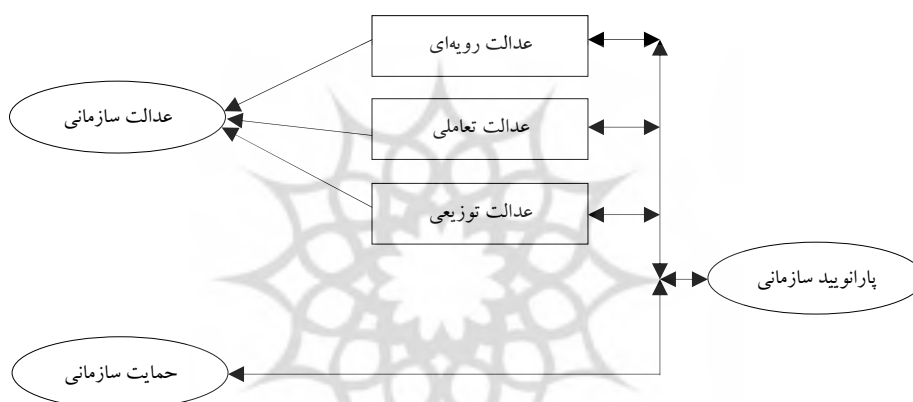 عدالت رویه‌ای
عدالت سازمانی
عدالت تعاملی
عدالت توزیعی
پارانویید سازمانی
حمایت سازمانی